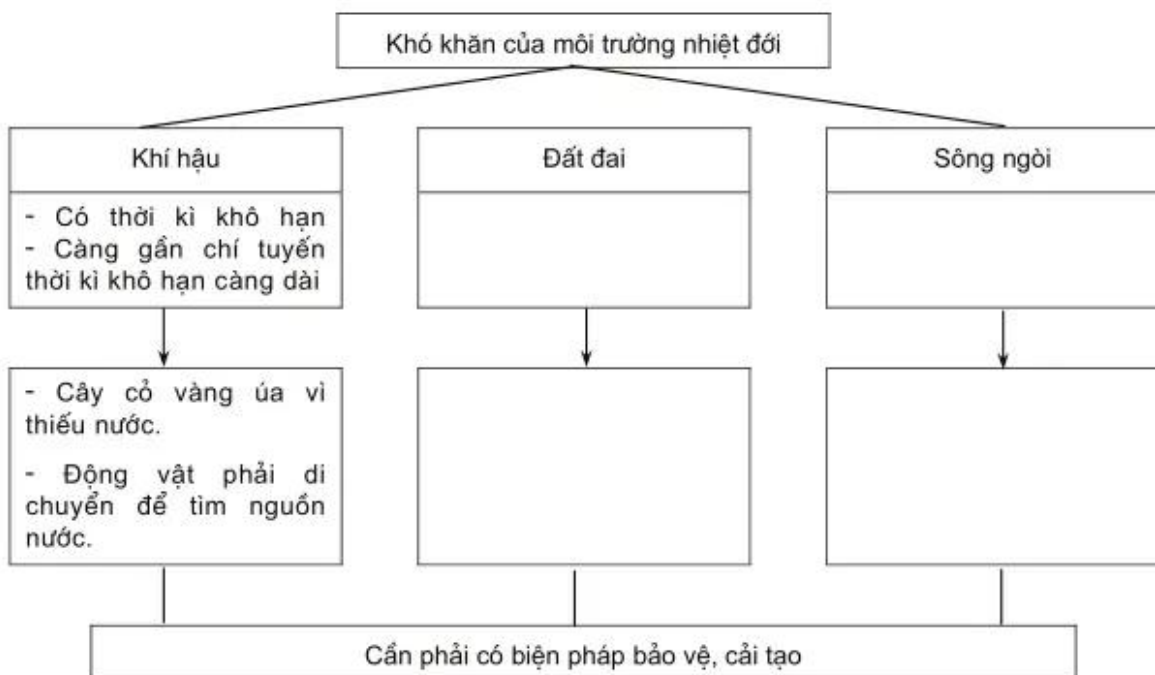 Khó khăn của môi trường nhiệt đới
Khí hậu
Đất đai
Sông ngòi
- Có thời kì khô hạn
- Càng gần chí tuyến
thời kì khô hạn càng dài
- Cây cỏ vàng úa vì
thiếu nước.
- Động vật phải di
chuyển để tìm nguồn
nước.
Cần phải có biện pháp bảo vệ, cải tạo